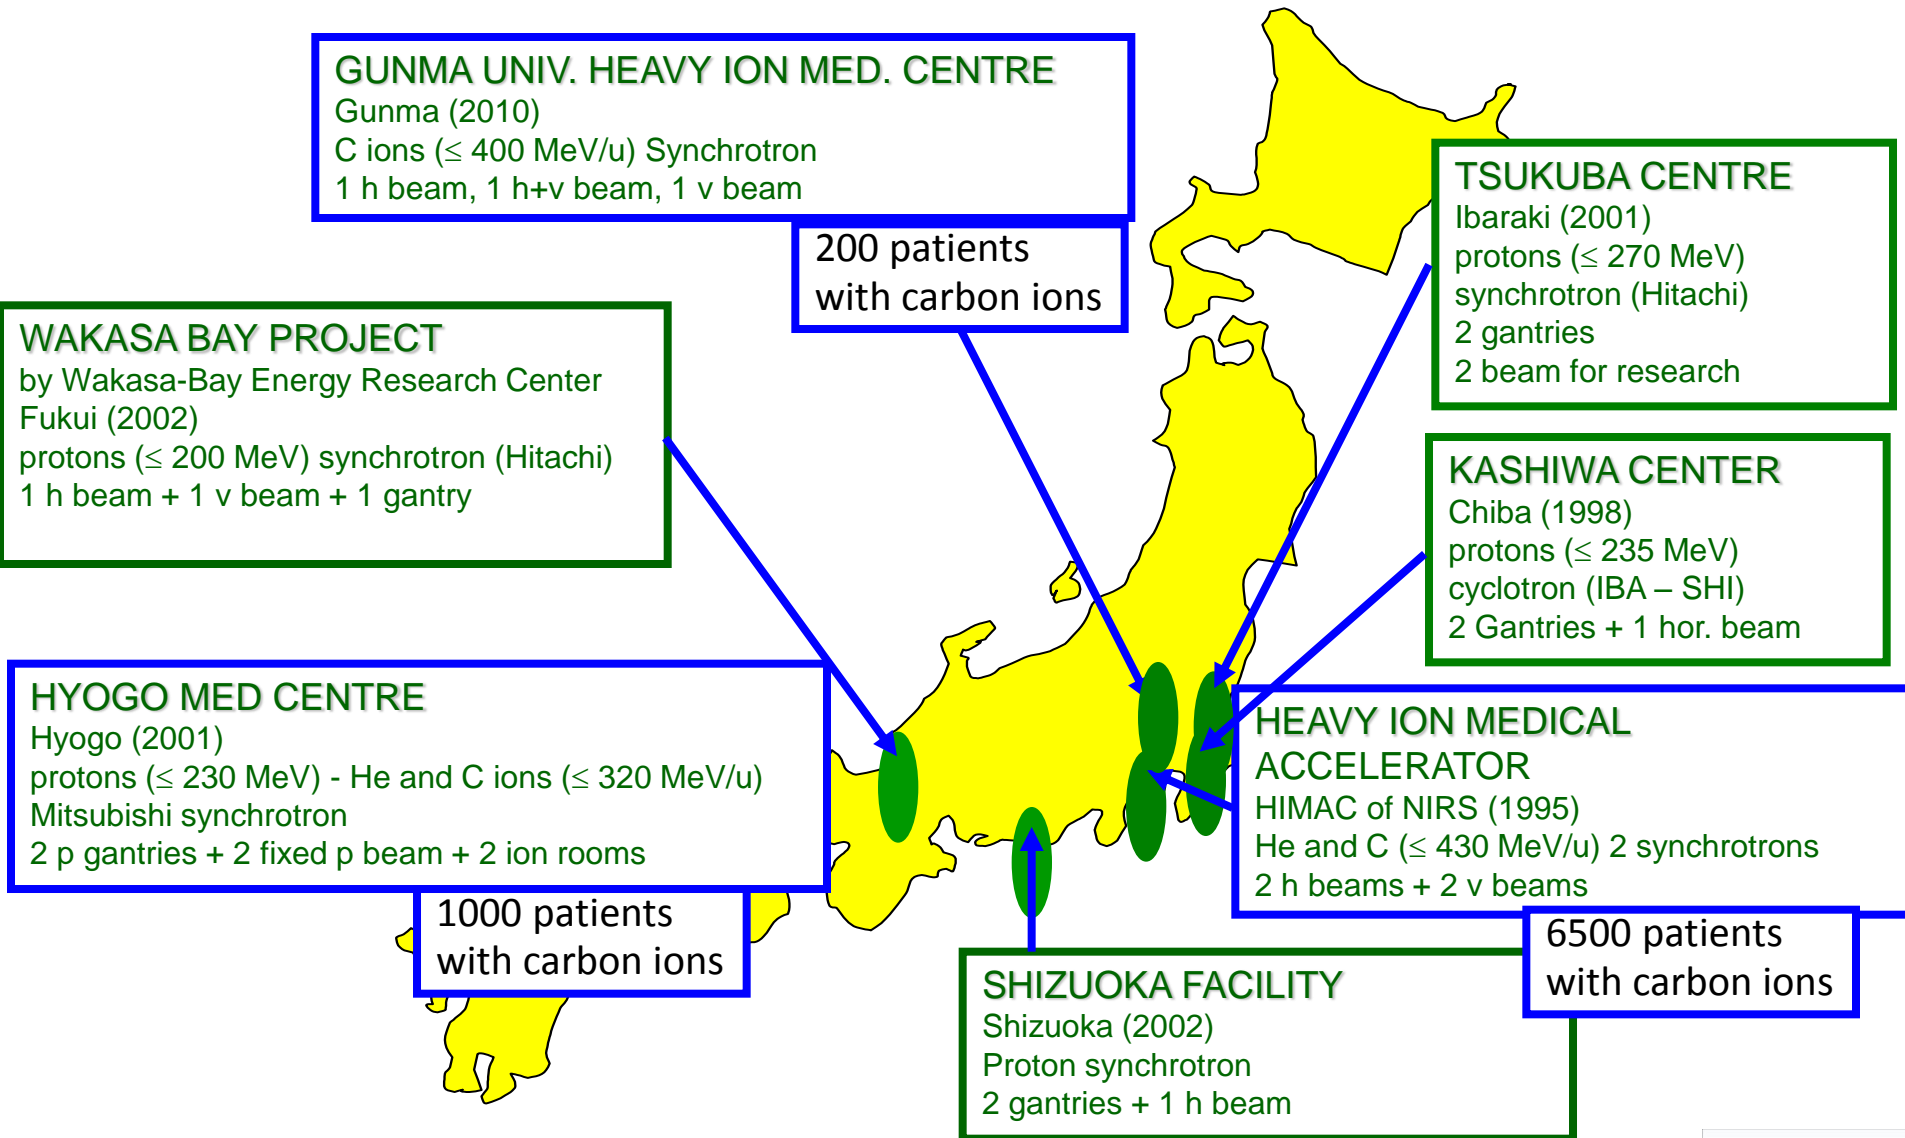 GUNMA UNIV. HEAVY ION MED. CENTRE
Gunma (2010)
C ions (≤ 400 MeV/u) Synchrotron
1 h beam, 1 h+v beam, 1 v beam
200 patients
with carbon ions
TSUKUBA CENTRE
Ibaraki (2001)
protons (≤ 270 MeV)
synchrotron (Hitachi)
2 gantries
2 beam for research
WAKASA BAY PROJECT
by Wakasa-Bay Energy Research Center
Fukui (2002)
protons (≤ 200 MeV) synchrotron (Hitachi)
1 h beam + 1 v beam + 1 gantry
KASHIWA CENTER
Chiba (1998)
protons (≤ 235 MeV)
cyclotron (IBA – SHI)
2 Gantries + 1 hor. beam
HYOGO MED CENTRE
Hyogo (2001)
protons (≤ 230 MeV) - He and C ions (≤ 320 MeV/u)
Mitsubishi synchrotron
2 p gantries + 2 fixed p beam + 2 ion rooms
1000 patients
with carbon ions
HEAVY ION MEDICAL
ACCELERATOR
HIMAC of NIRS (1995)
He and C (≤ 430 MeV/u) 2 synchrotrons
2 h beams + 2 v beams
6500 patients
with carbon ions
SHIZUOKA FACILITY
Shizuoka (2002)
Proton synchrotron
2 gantries + 1 h beam